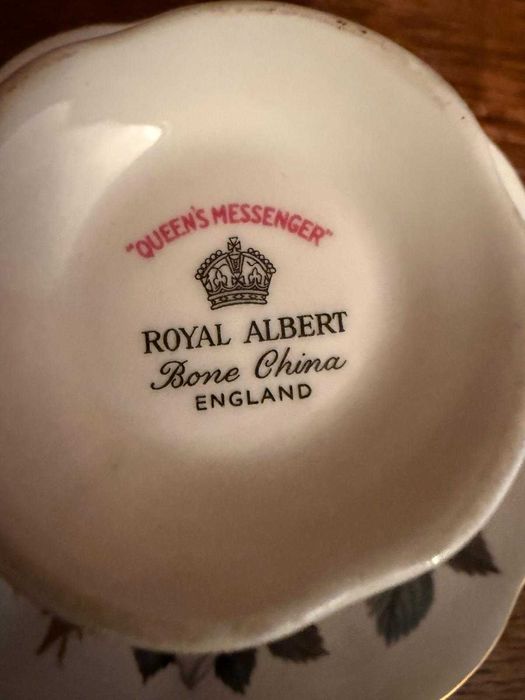 "QUEEN'S MESSENGER"
ROYAL ALBERT
Bone China
ENGLAND